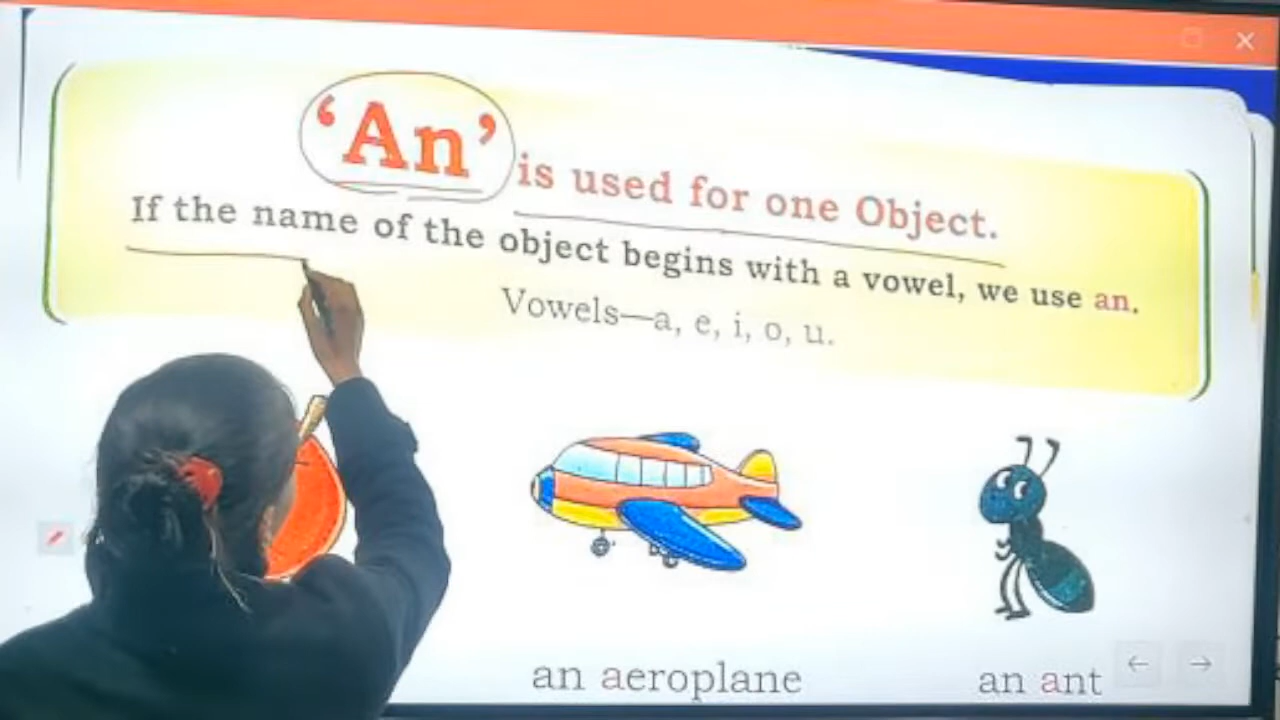 ‘An’ is used for one Object.
If the name of the object begins with a vowel, we use an.
Vowels—a, e, i, o, u.
an aeroplane
an ant